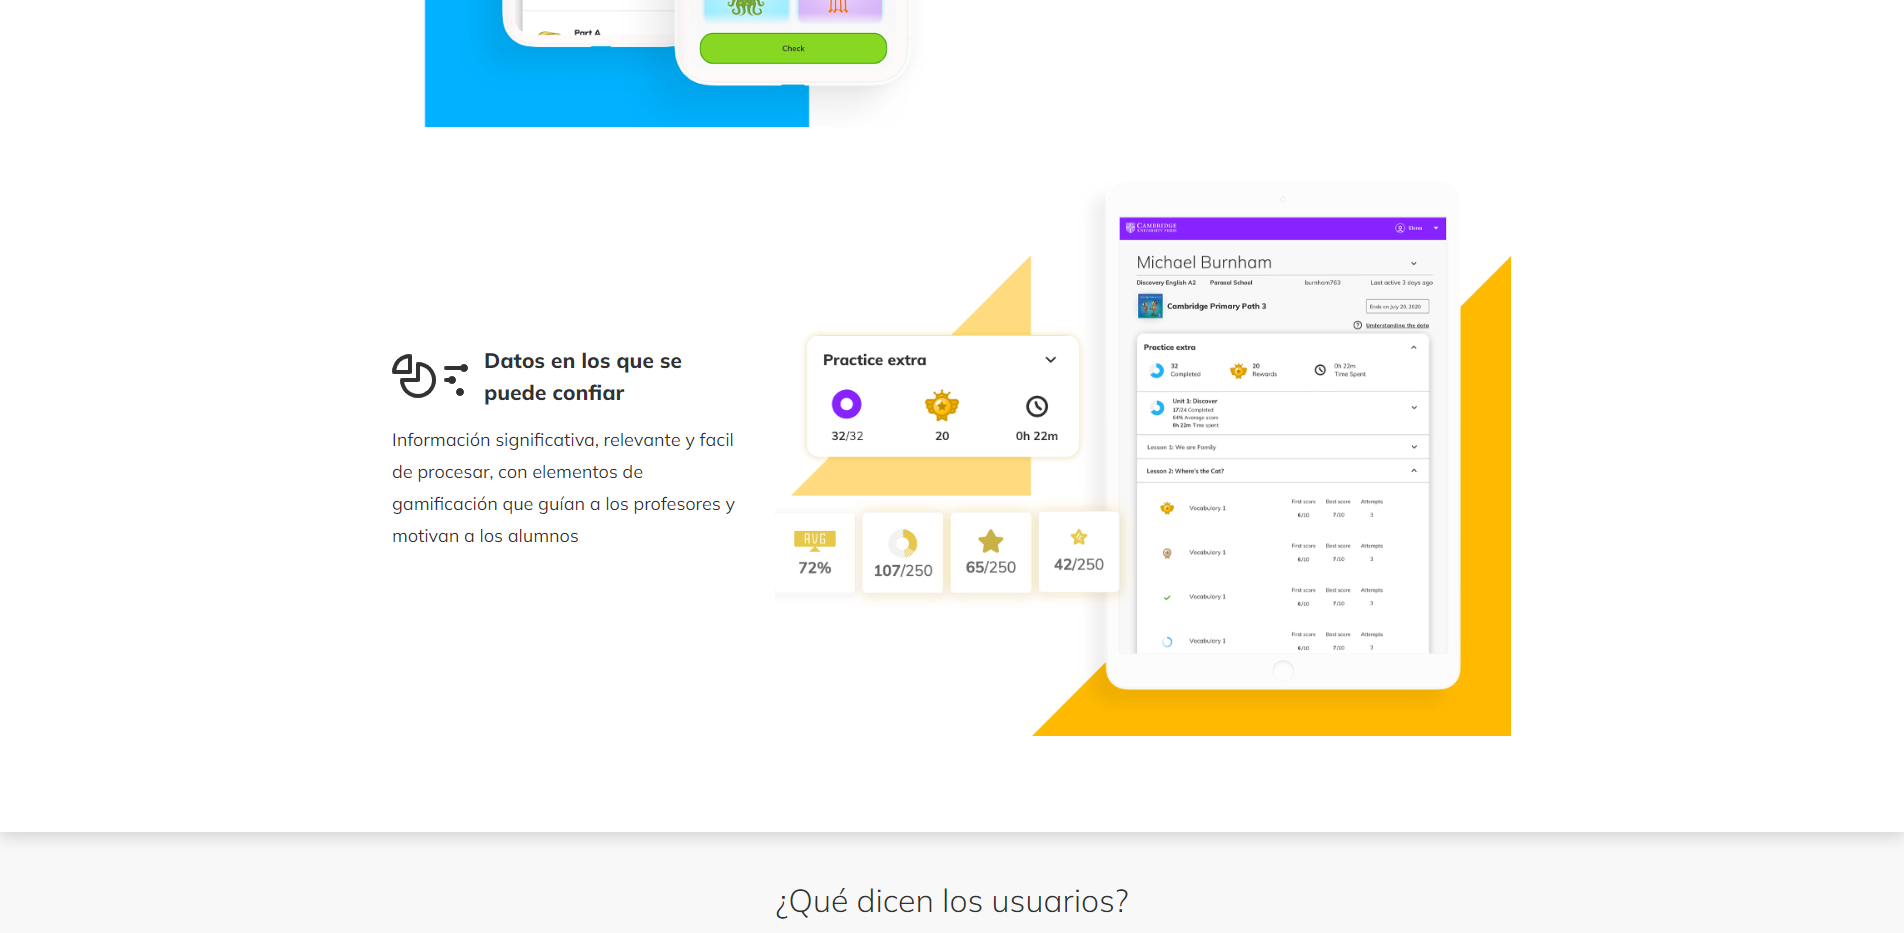 Part A
Check
Datos en los que se
puede confiar
Información significativa, relevante y facil
de procesar, con elementos de
gamificación que guían a los profesores y
motivan a los alumnos
Practice extra
32/32
20
0h 22m
AVG
72%
107/250
65/250
42/250
CAMBRIDGE
UNIVERSITY PRESS
Michael Burnham
Discovery English A2 Parasol School burnham763 Last active 3 days ago
Cambridge Primary Path 3
Ends on July 20, 2020
Understanding the data
Practice extra
32 Completed
20 Rewards
0h 22m Time Spent
Unit 1: Discover
17/24 Completed
64% Average score
0h 22m Time spent
Lesson 1: We are Family
Lesson 2: Where's the Cat?
First score Best score Attempts
Vocabulary 1
6/10 7/10 3
First score Best score Attempts
Vocabulary 1
6/10 7/10 3
First score Best score Attempts
Vocabulary 1
6/10 7/10 3
First score Best score Attempts
Vocabulary 1
6/10 7/10 3
¿Qué dicen los usuarios?